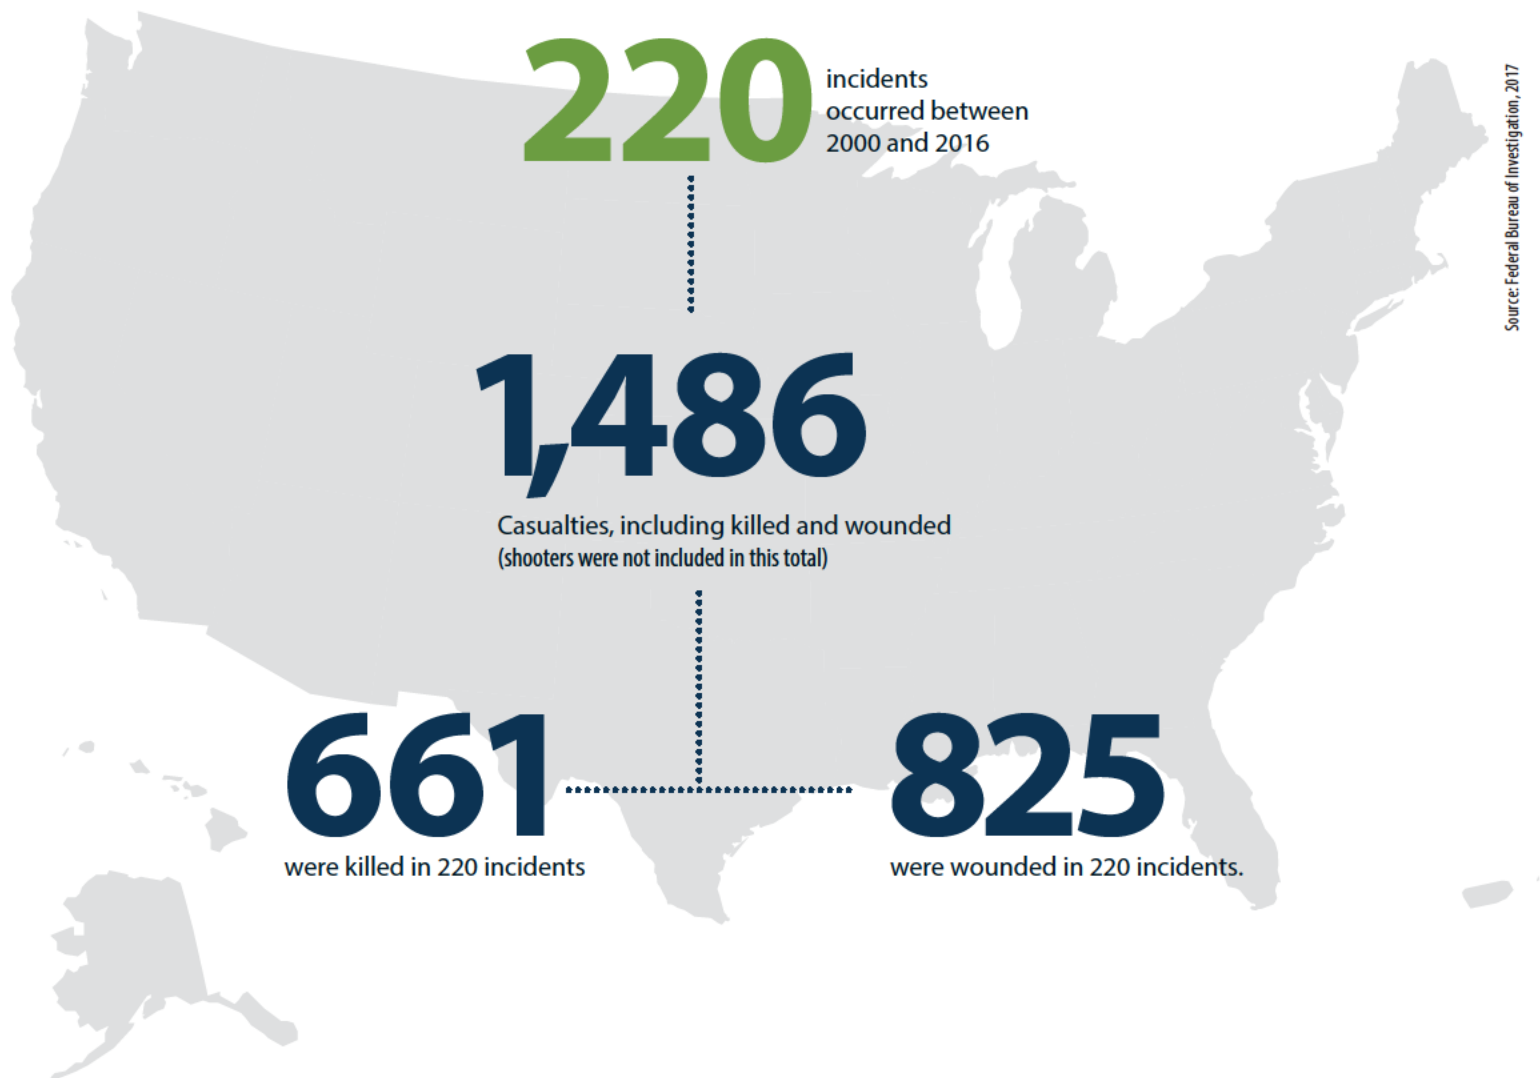 220
incidents
occurred between
2000 and 2016
Source: Federal Bureau of Investigation, 2017
1,486
Casualties, including killed and wounded
(shooters were not included in this total)
661
were killed in 220 incidents
825
were wounded in 220 incidents.